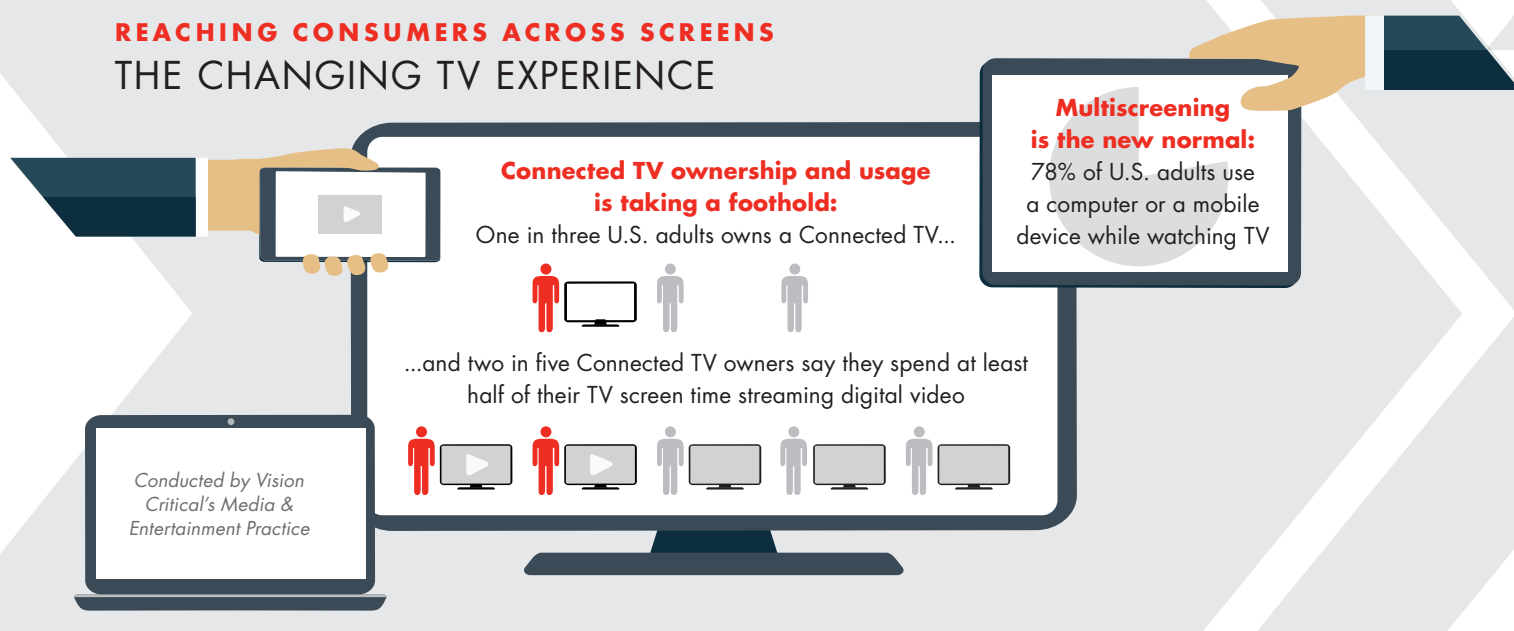 REACHING CONSUMERS ACROSS SCREENS
THE CHANGING TV EXPERIENCE
Connected TV ownership and usage
is taking a foothold:
One in three U.S. adults owns a Connected TV...
...and two in five Connected TV owners say they spend at least
half of their TV screen time streaming digital video
Multiscreening
is the new normal:
78% of U.S. adults use
a computer or a mobile
device while watching TV
Conducted by Vision
Critical’s Media &
Entertainment Practice